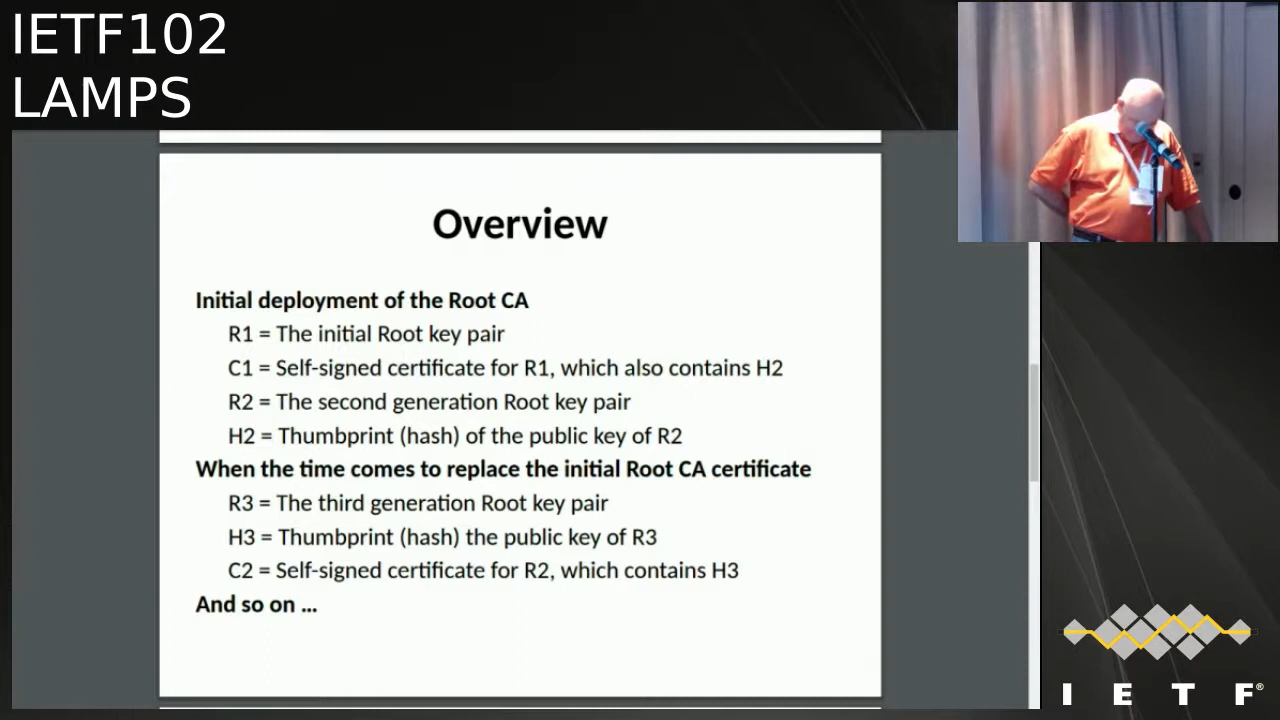 IETF102
LAMPS
Overview
Initial deployment of the Root CA
R1 = The initial Root key pair
C1 = Self-signed certificate for R1, which also contains H2
R2 = The second generation Root key pair
H2 = Thumbprint (hash) of the public key of R2
When the time comes to replace the initial Root CA certificate
R3 = The third generation Root key pair
H3 = Thumbprint (hash) the public key of R3
C2 = Self-signed certificate for R2, which contains H3
And so on ...
I E T F®